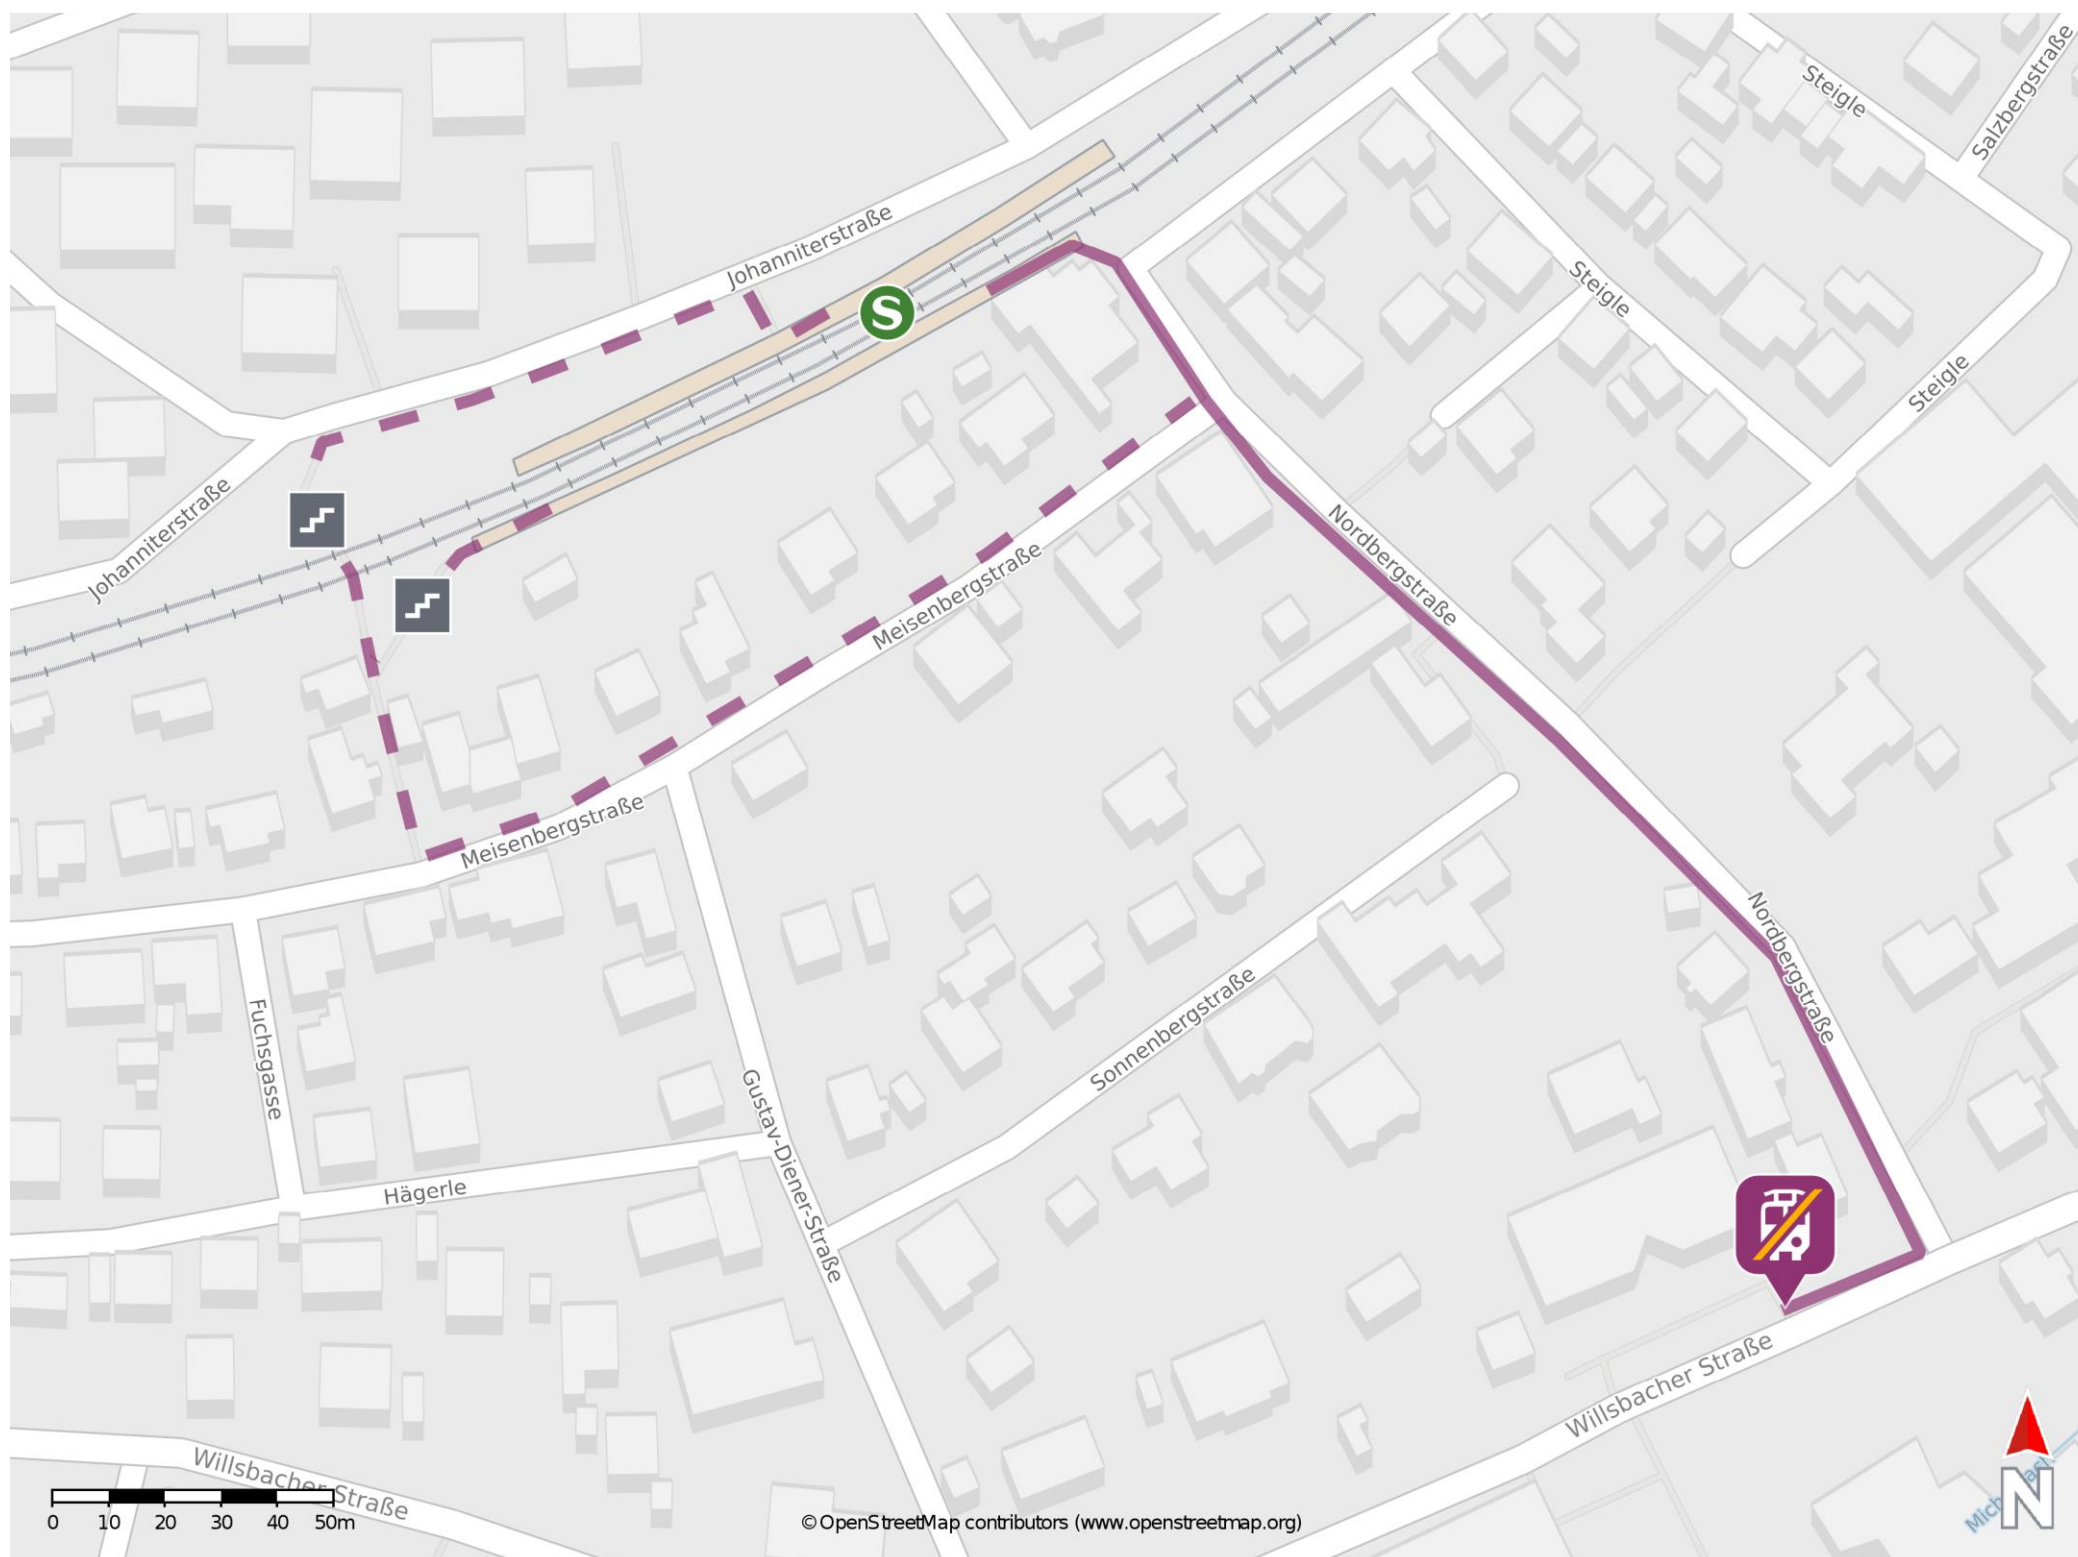 Steigle
Salzbergstraße
Johanniterstraße
S
Steigle
Steigle
Johanniterstraße
Nordbergstraße
Meisenbergstraße
Meisenbergstraße
Nordbergstraße
Sonnenbergstraße
Fuchsgasse
Gustav-Diener-Straße
Hägerle
Willsbacher Straße
Willsbacher Straße
N
0 10 20 30 40 50m
© OpenStreetMap contributors (www.openstreetmap.org)